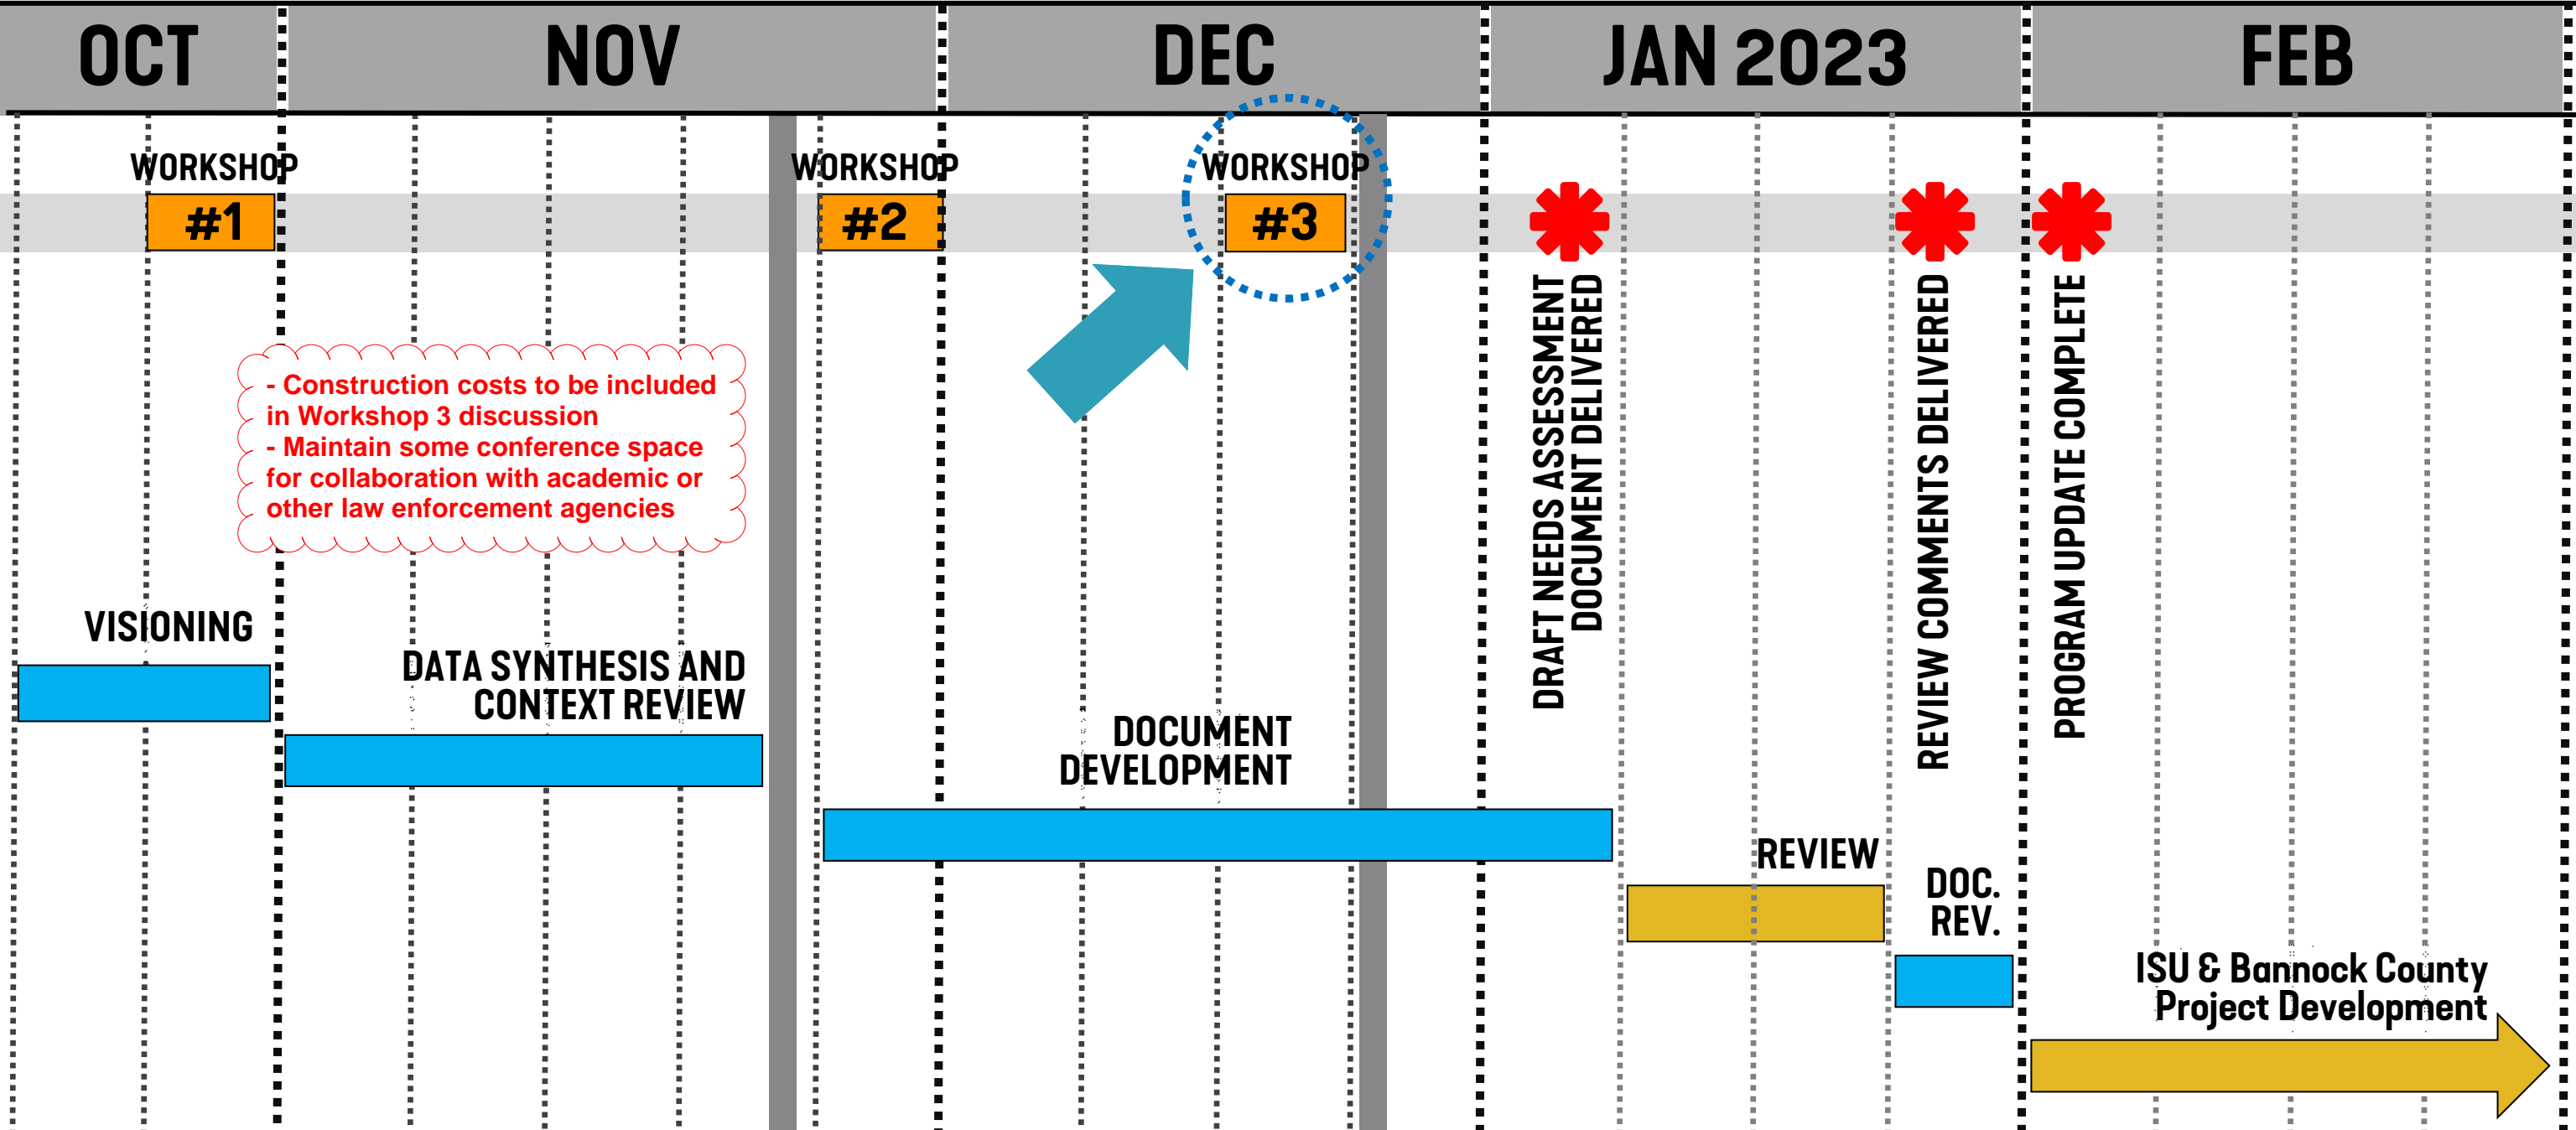 OCT
NOV
DEC
JAN 2023
FEB
WORKSHOP
#1
WORKSHOP
#2
WORKSHOP
#3
- Construction costs to be included
in Workshop 3 discussion
- Maintain some conference space
for collaboration with academic or
other law enforcement agencies
DRAFT NEEDS ASSESSMENT
DOCUMENT DELIVERED
REVIEW COMMENTS DELIVERED
PROGRAM UPDATE COMPLETE
VISIONING
DATA SYNTHESIS AND
CONTEXT REVIEW
DOCUMENT
DEVELOPMENT
REVIEW
DOC.
REV.
ISU & Bannock County
Project Development